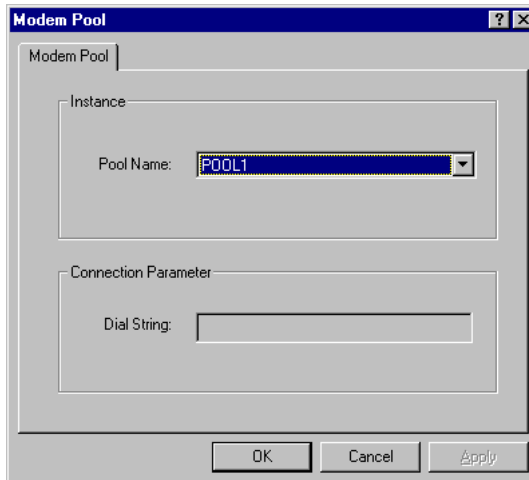 Modem Pool
Modem Pool
Instance
Pool Name: POOL1
Connection Parameter
Dial String:
OK Cancel Apply